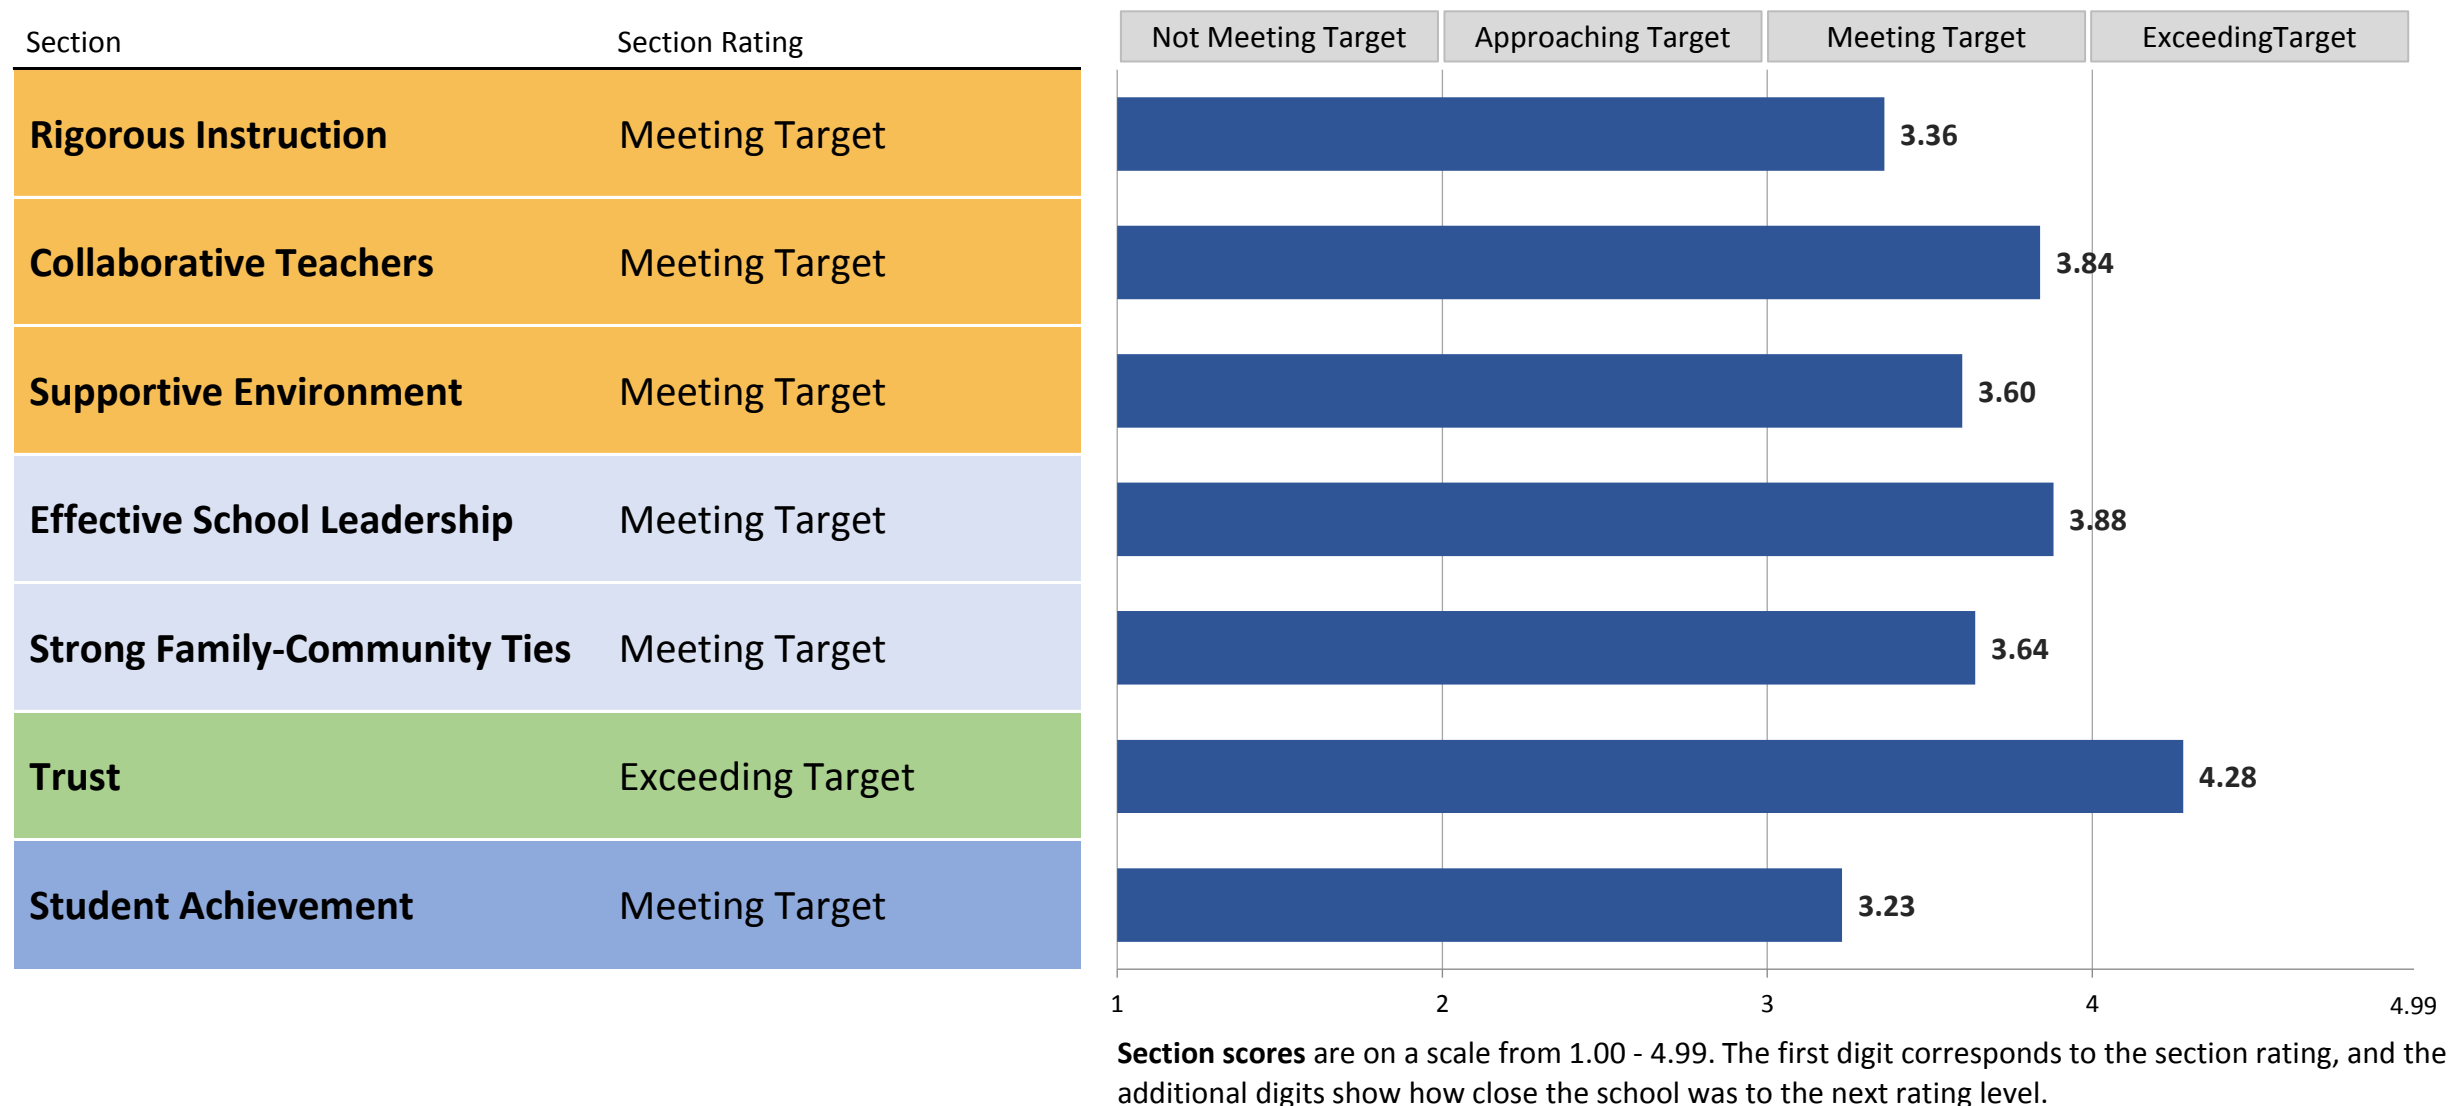 Section Section Rating Not Meeting Target Approaching Target Meeting Target ExceedingTarget
Rigorous Instruction Meeting Target 3.36
Collaborative Teachers Meeting Target 3.84
Supportive Environment Meeting Target 3.60
Effective School Leadership Meeting Target 3.88
Strong Family-Community Ties Meeting Target 3.64
Trust Exceeding Target 4.28
Student Achievement Meeting Target 3.23
1 2 3 4 4.99
Section scores are on a scale from 1.00 - 4.99. The first digit corresponds to the section rating, and the
additional digits show how close the school was to the next rating level.